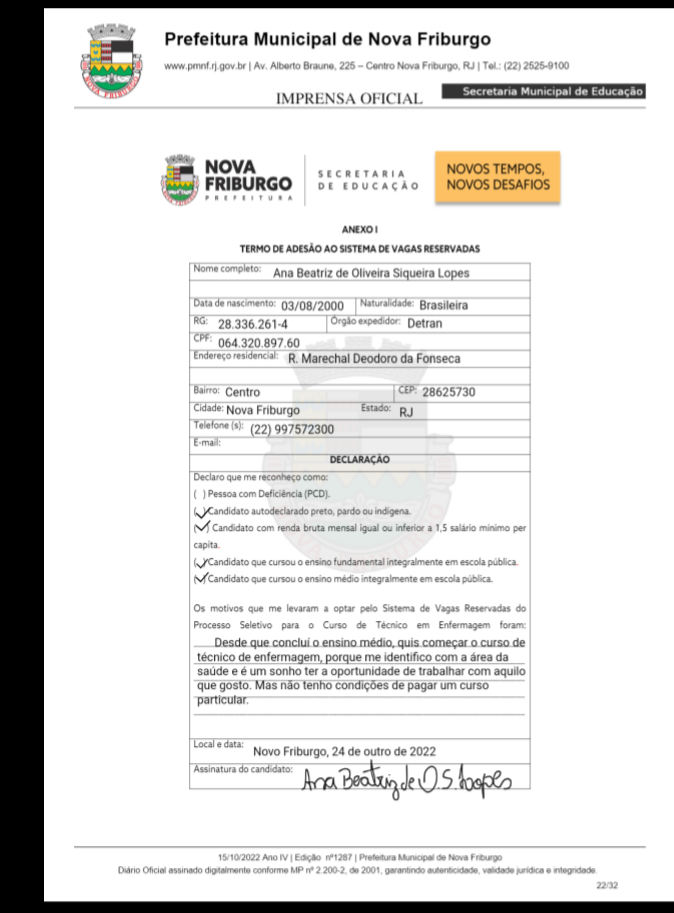 Prefeitura Municipal de Nova Friburgo
www.pmnf.rj.gov.br | Av. Alberto Braune, 225 – Centro Nova Friburgo, RJ | Tel.: (22) 2525-9100
IMPRENSA OFICIAL Secretaria Municipal de Educação
NOVA FRIBURGO
PREFEITURA
SECRETARIA
DE EDUCAÇÃO
NOVOS TEMPOS,
NOVOS DESAFIOS
ANEXO I
TERMO DE ADESÃO AO SISTEMA DE VAGAS RESERVADAS
Nome completo: Ana Beatriz de Oliveira Siqueira Lopes
Data de nascimento: 03/08/2000 Naturalidade: Brasileira
RG: 28.336.261-4 Órgão expedidor: Detran
CPF: 064.320.897.60
Endereço residencial: R. Marechal Deodoro da Fonseca
Bairro: Centro CEP: 28625730
Cidade: Nova Friburgo Estado: RJ
Telefone (s): (22) 997572300
E-mail:
DECLARAÇÃO
Declaro que me reconheço como:
( ) Pessoa com Deficiência (PCD).
(✓) Candidato autodeclarado preto, pardo ou indígena.
(✓) Candidato com renda bruta mensal igual ou inferior a 1,5 salário mínimo per
capita.
(✓) Candidato que cursou o ensino fundamental integralmente em escola pública.
(✓) Candidato que cursou o ensino médio integralmente em escola pública.
Os motivos que me levaram a optar pelo Sistema de Vagas Reservadas do
Processo Seletivo para o Curso de Técnico em Enfermagem foram:
Desde que concluí o ensino médio, quis começar o curso de
técnico de enfermagem, porque me identifico com a área da
saúde e é um sonho ter a oportunidade de trabalhar com aquilo
que gosto. Mas não tenho condições de pagar um curso
particular.
Local e data: Novo Friburgo, 24 de outro de 2022
Assinatura do candidato: Ana Beatriz de O. S. Lopes
15/10/2022 Ano IV | Edição nº1287 | Prefeitura Municipal de Nova Friburgo
Diário Oficial assinado digitalmente conforme MP nº 2.200-2, de 2001, garantindo autenticidade, validade jurídica e integridade.
22/32